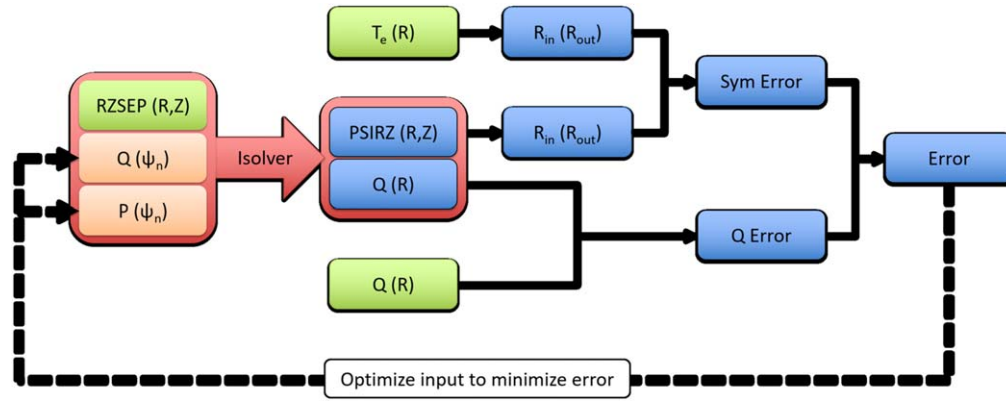 Tₑ (R)
Rᵢₙ (Rₒᵤₜ)
Sym Error
RZSEP (R,Z)
Q (ψₙ)
P (ψₙ)
Isolver
PSIRZ (R,Z)
Q (R)
Rᵢₙ (Rₒᵤₜ)
Error
Q Error
Q (R)
Optimize input to minimize error